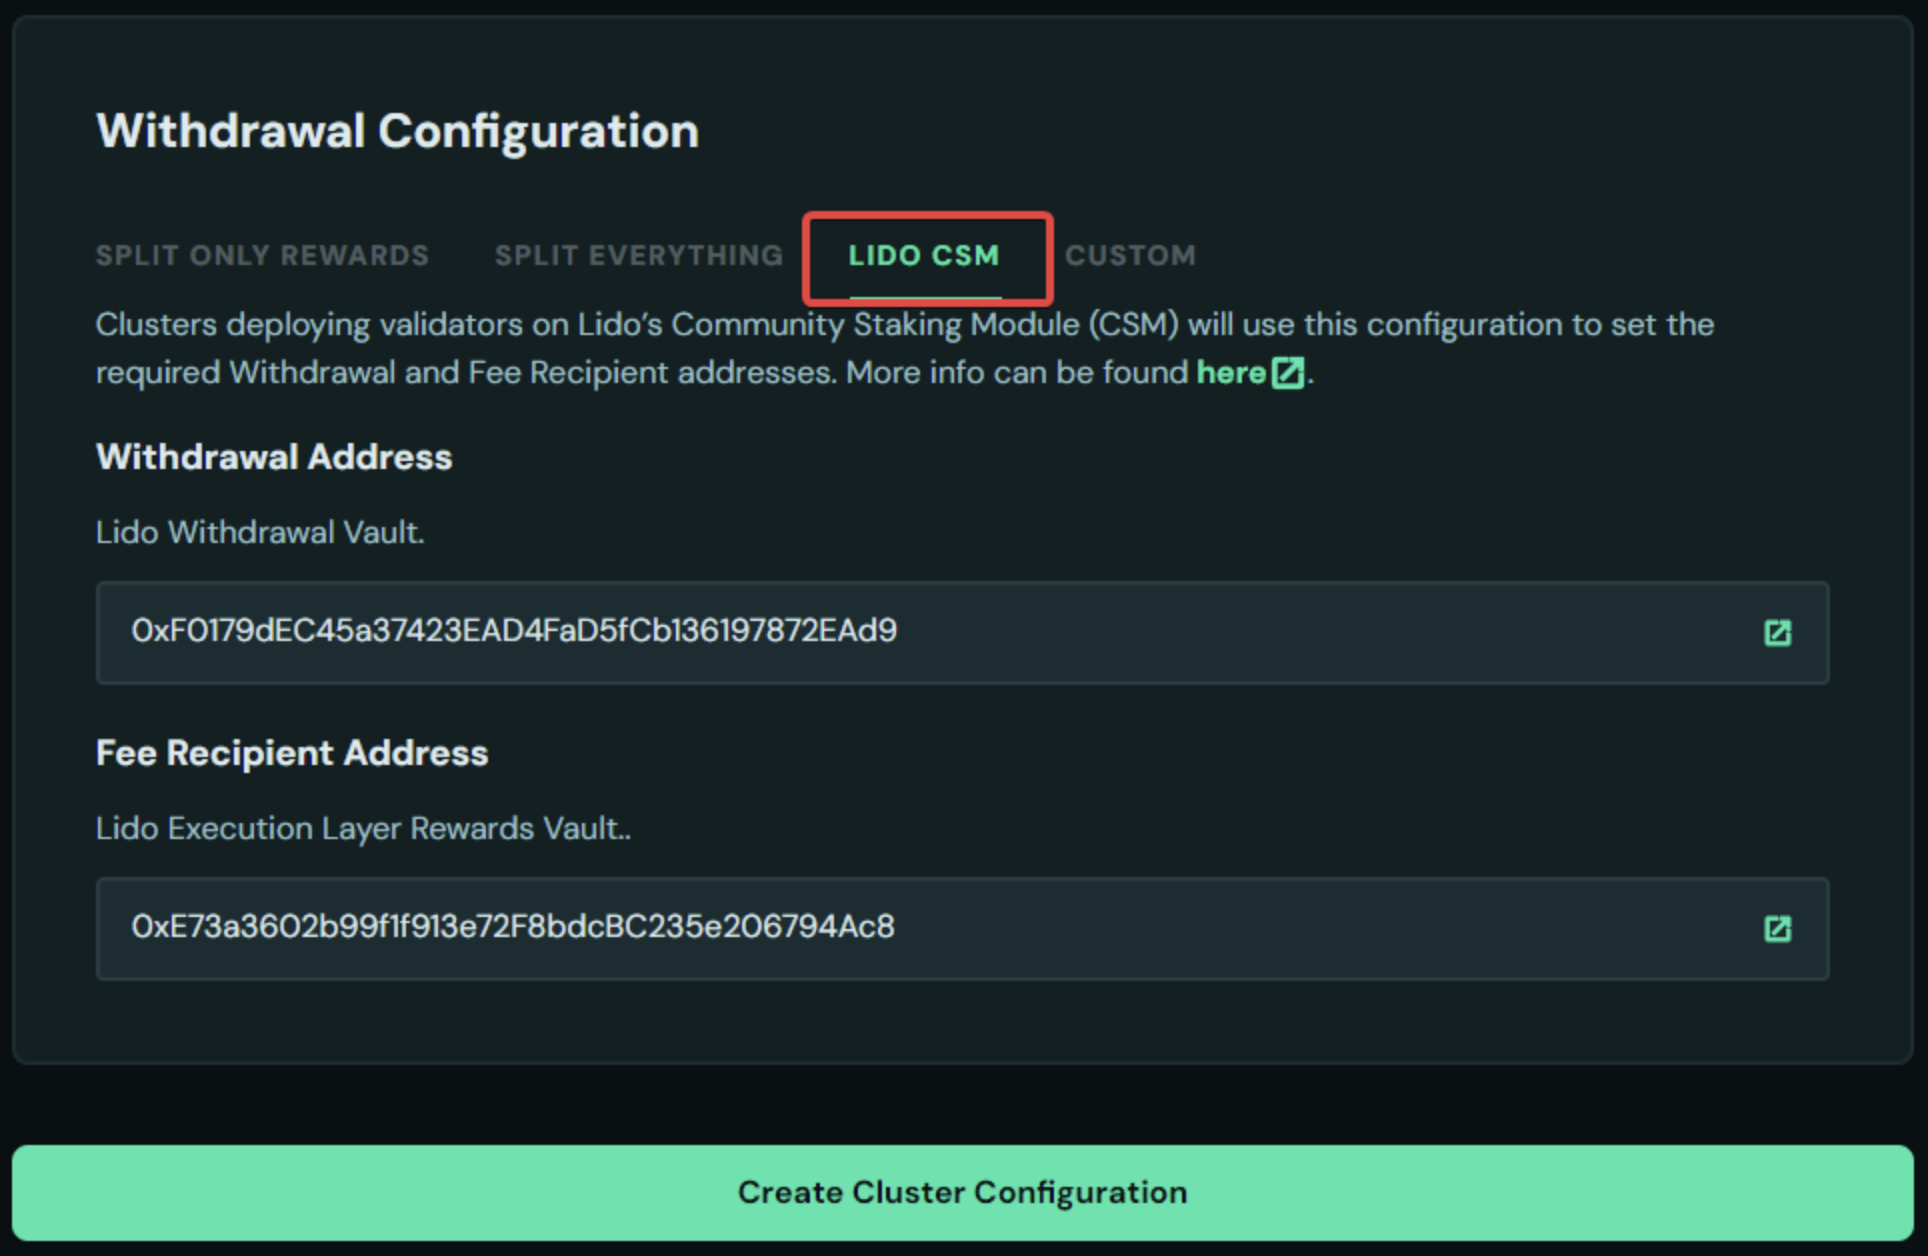 Withdrawal Configuration
SPLIT ONLY REWARDS SPLIT EVERYTHING LIDO CSM CUSTOM
Clusters deploying validators on Lido’s Community Staking Module (CSM) will use this configuration to set the
required Withdrawal and Fee Recipient addresses. More info can be found here.
Withdrawal Address
Lido Withdrawal Vault.
0xF0179dEC45a37423EAD4FaD5fCb136197872EAd9
Fee Recipient Address
Lido Execution Layer Rewards Vault..
0xE73a3602b99f1f913e72F8bdcBC235e206794Ac8
Create Cluster Configuration